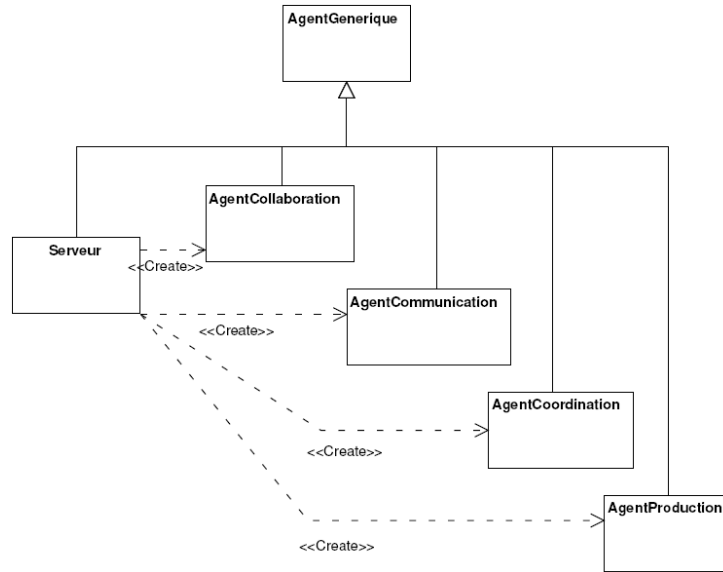 AgentGenerique
AgentCollaboration
Serveur
<<Create>>
AgentCommunication
<<Create>>
AgentCoordination
<<Create>>
AgentProduction
<<Create>>